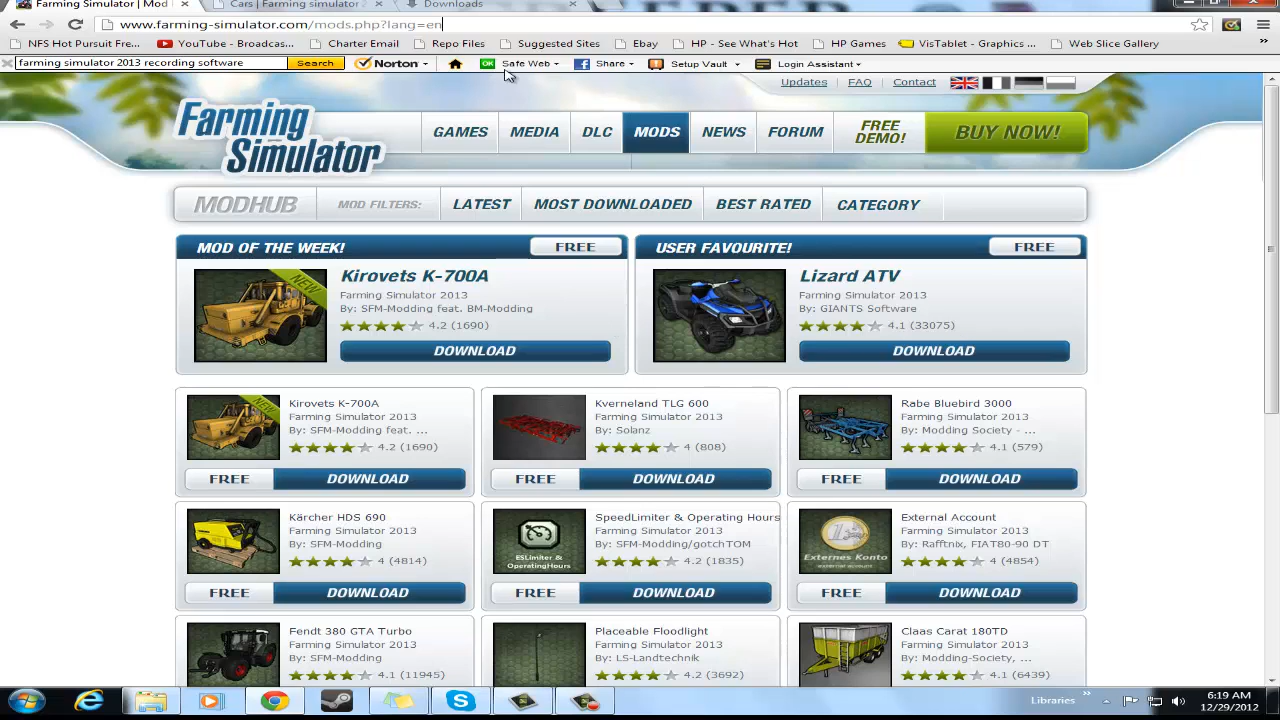 Farming Simulator | Mod
Cars | Farming simulator
Downloads
www.farming-simulator.com/mods.php?lang=en
NFS Hot Pursuit Fre... YouTube - Broadcas... Charter Email Repo Files Suggested Sites Ebay HP - See What's Hot HP Games VisTablet - Graphics ... Web Slice Gallery
farming simulator 2013 recording software Search Norton OK Safe Web Share Setup Vault Login Assistant
Updates FAQ Contact
Farming Simulator
GAMES MEDIA DLC MODS NEWS FORUM FREE DEMO! BUY NOW!
MODHUB MOD FILTERS: LATEST MOST DOWNLOADED BEST RATED CATEGORY
MOD OF THE WEEK! FREE
NEW
Kirovets K-700A
Farming Simulator 2013
By: SFM-Modding feat. BM-Modding
4.2 (1690)
DOWNLOAD
USER FAVOURITE! FREE
Lizard ATV
Farming Simulator 2013
By: GIANTS Software
4.1 (33075)
DOWNLOAD
NEW
Kirovets K-700A
Farming Simulator 2013
By: SFM-Modding feat. ...
4.2 (1690)
FREE DOWNLOAD
Kverneland TLG 600
Farming Simulator 2013
By: Solanz
4 (808)
FREE DOWNLOAD
Rabe Bluebird 3000
Farming Simulator 2013
By: Modding Society - ...
4.1 (579)
FREE DOWNLOAD
Kärcher HDS 690
Farming Simulator 2013
By: SFM-Modding
4 (4814)
FREE DOWNLOAD
ESLimiter &
OperatingHours
SpeedLimiter & Operating Hours
Farming Simulator 2013
By: SFM-Modding/gotchTOM
4.2 (1835)
FREE DOWNLOAD
Externes Konto
external account
External Account
Farming Simulator 2013
By: Rafftnix, FIAT80-90 DT
4 (4854)
FREE DOWNLOAD
Fendt 380 GTA Turbo
Farming Simulator 2013
By: SFM-Modding
4.1 (11945)
Placeable Floodlight
Farming Simulator 2013
By: LS-Landtechnik
4.2 (3692)
Claas Carat 180TD
Farming Simulator 2013
By: Modding-Society, ...
4.1 (6439)
Libraries
6:19 AM
12/29/2012